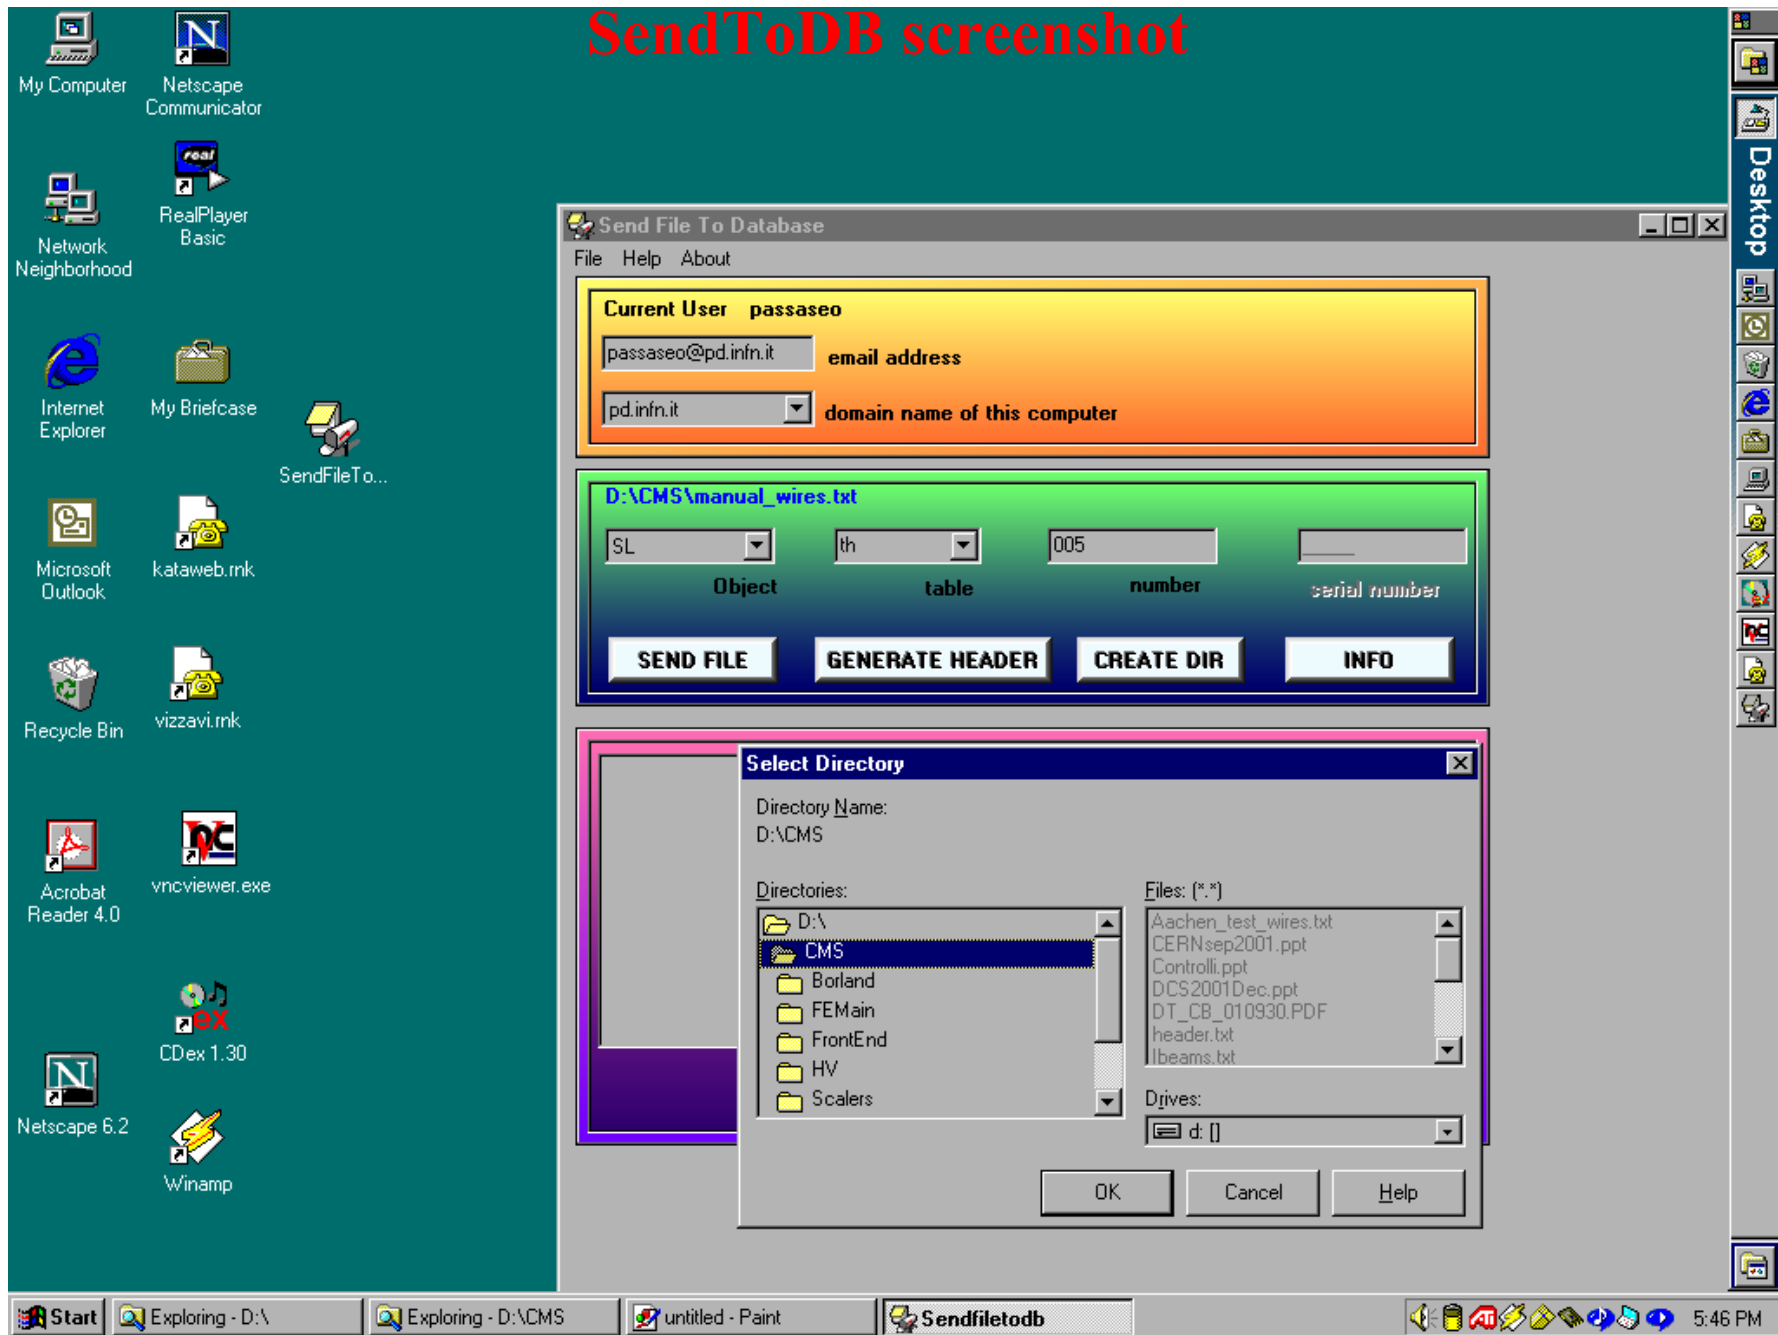 SendToDB screenshot
My Computer
Netscape
Communicator
Network
Neighborhood
RealPlayer
Basic
Internet
Explorer
My Briefcase
SendFileTo...
Microsoft
Outlook
kataweb.rnk
Recycle Bin
vizzavi.rnk
Acrobat
Reader 4.0
vncviewer.exe
CDex 1.30
Netscape 6.2
Winamp
Desktop
Send File To Database
File Help About
Current User passaseo
passaseo@pd.infn.it email address
pd.infn.it domain name of this computer
D:\CMS\manual_wires.txt
SL th 005 _____
Object table number serial number
SEND FILE GENERATE HEADER CREATE DIR INFO
Select Directory
Directory Name:
D:\CMS
Directories:
D:\
CMS
Borland
FEMain
FrontEnd
HV
Scalers
Files: (*.*)
Aachen_test_wires.txt
CERNsep2001.ppt
Controlli.ppt
DCS2001Dec.ppt
DT_CB_010930.PDF
header.txt
Ibeams.txt
Drives:
d: []
OK Cancel Help
Start Exploring - D:\ Exploring - D:\CMS untitled - Paint Sendfiletodb 5:46 PM